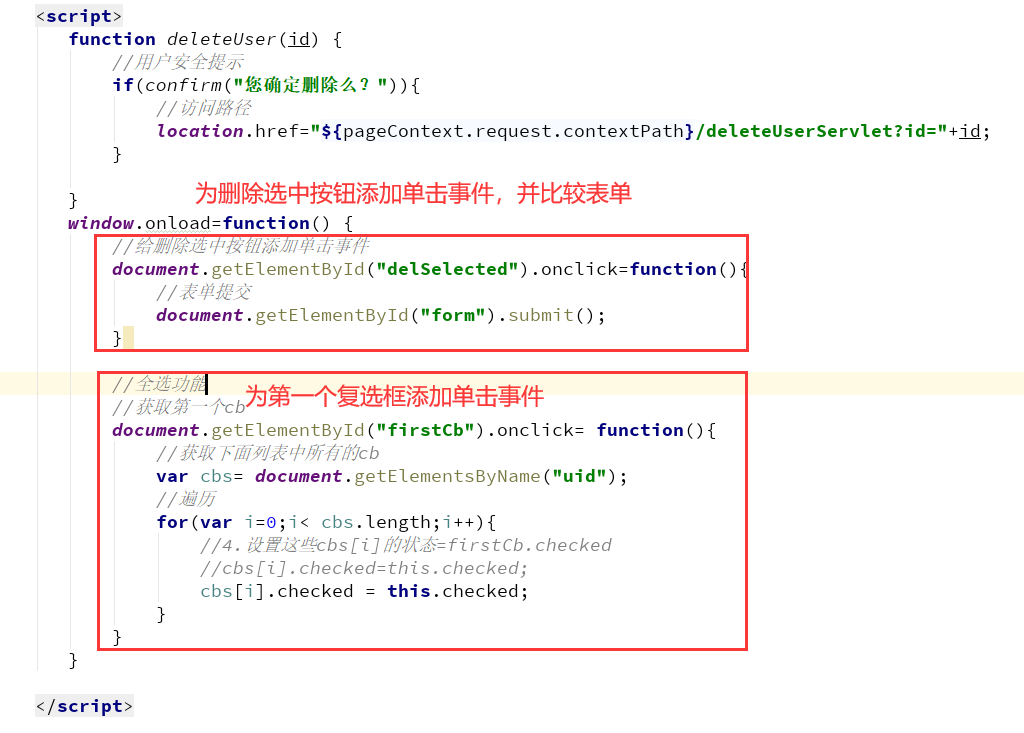 <script>
function deleteUser(id) {
//用户安全提示
if(confirm("您确定删除么？")){
//访问路径
location.href="${pageContext.request.contextPath}/deleteUserServlet?id="+id;
}
}
为删除选中按钮添加单击事件，并比较表单
window.onload=function() {
//给删除选中按钮添加单击事件
document.getElementById("delSelected").onclick=function(){
//表单提交
document.getElementById("form").submit();
}
//全选功能
为第一个复选框添加单击事件
//获取第一个cb
document.getElementById("firstCb").onclick= function(){
//获取下面列表中所有的cb
var cbs= document.getElementsByName("uid");
//遍历
for(var i=0;i< cbs.length;i++){
//4.设置这些cbs[i]的状态=firstCb.checked
//cbs[i].checked=this.checked;
cbs[i].checked = this.checked;
}
}
}
</script>